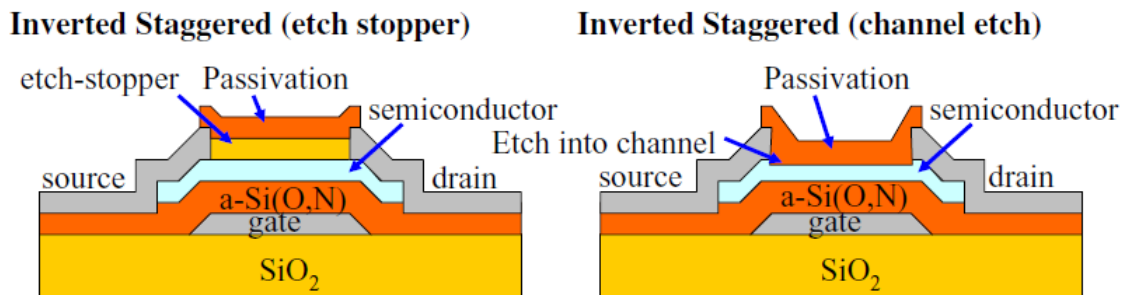 Inverted Staggered (etch stopper)
etch-stopper
Passivation
semiconductor
source
drain
a-Si(O,N)
gate
SiO₂
Inverted Staggered (channel etch)
Passivation
semiconductor
Etch into channel
source
drain
a-Si(O,N)
gate
SiO₂